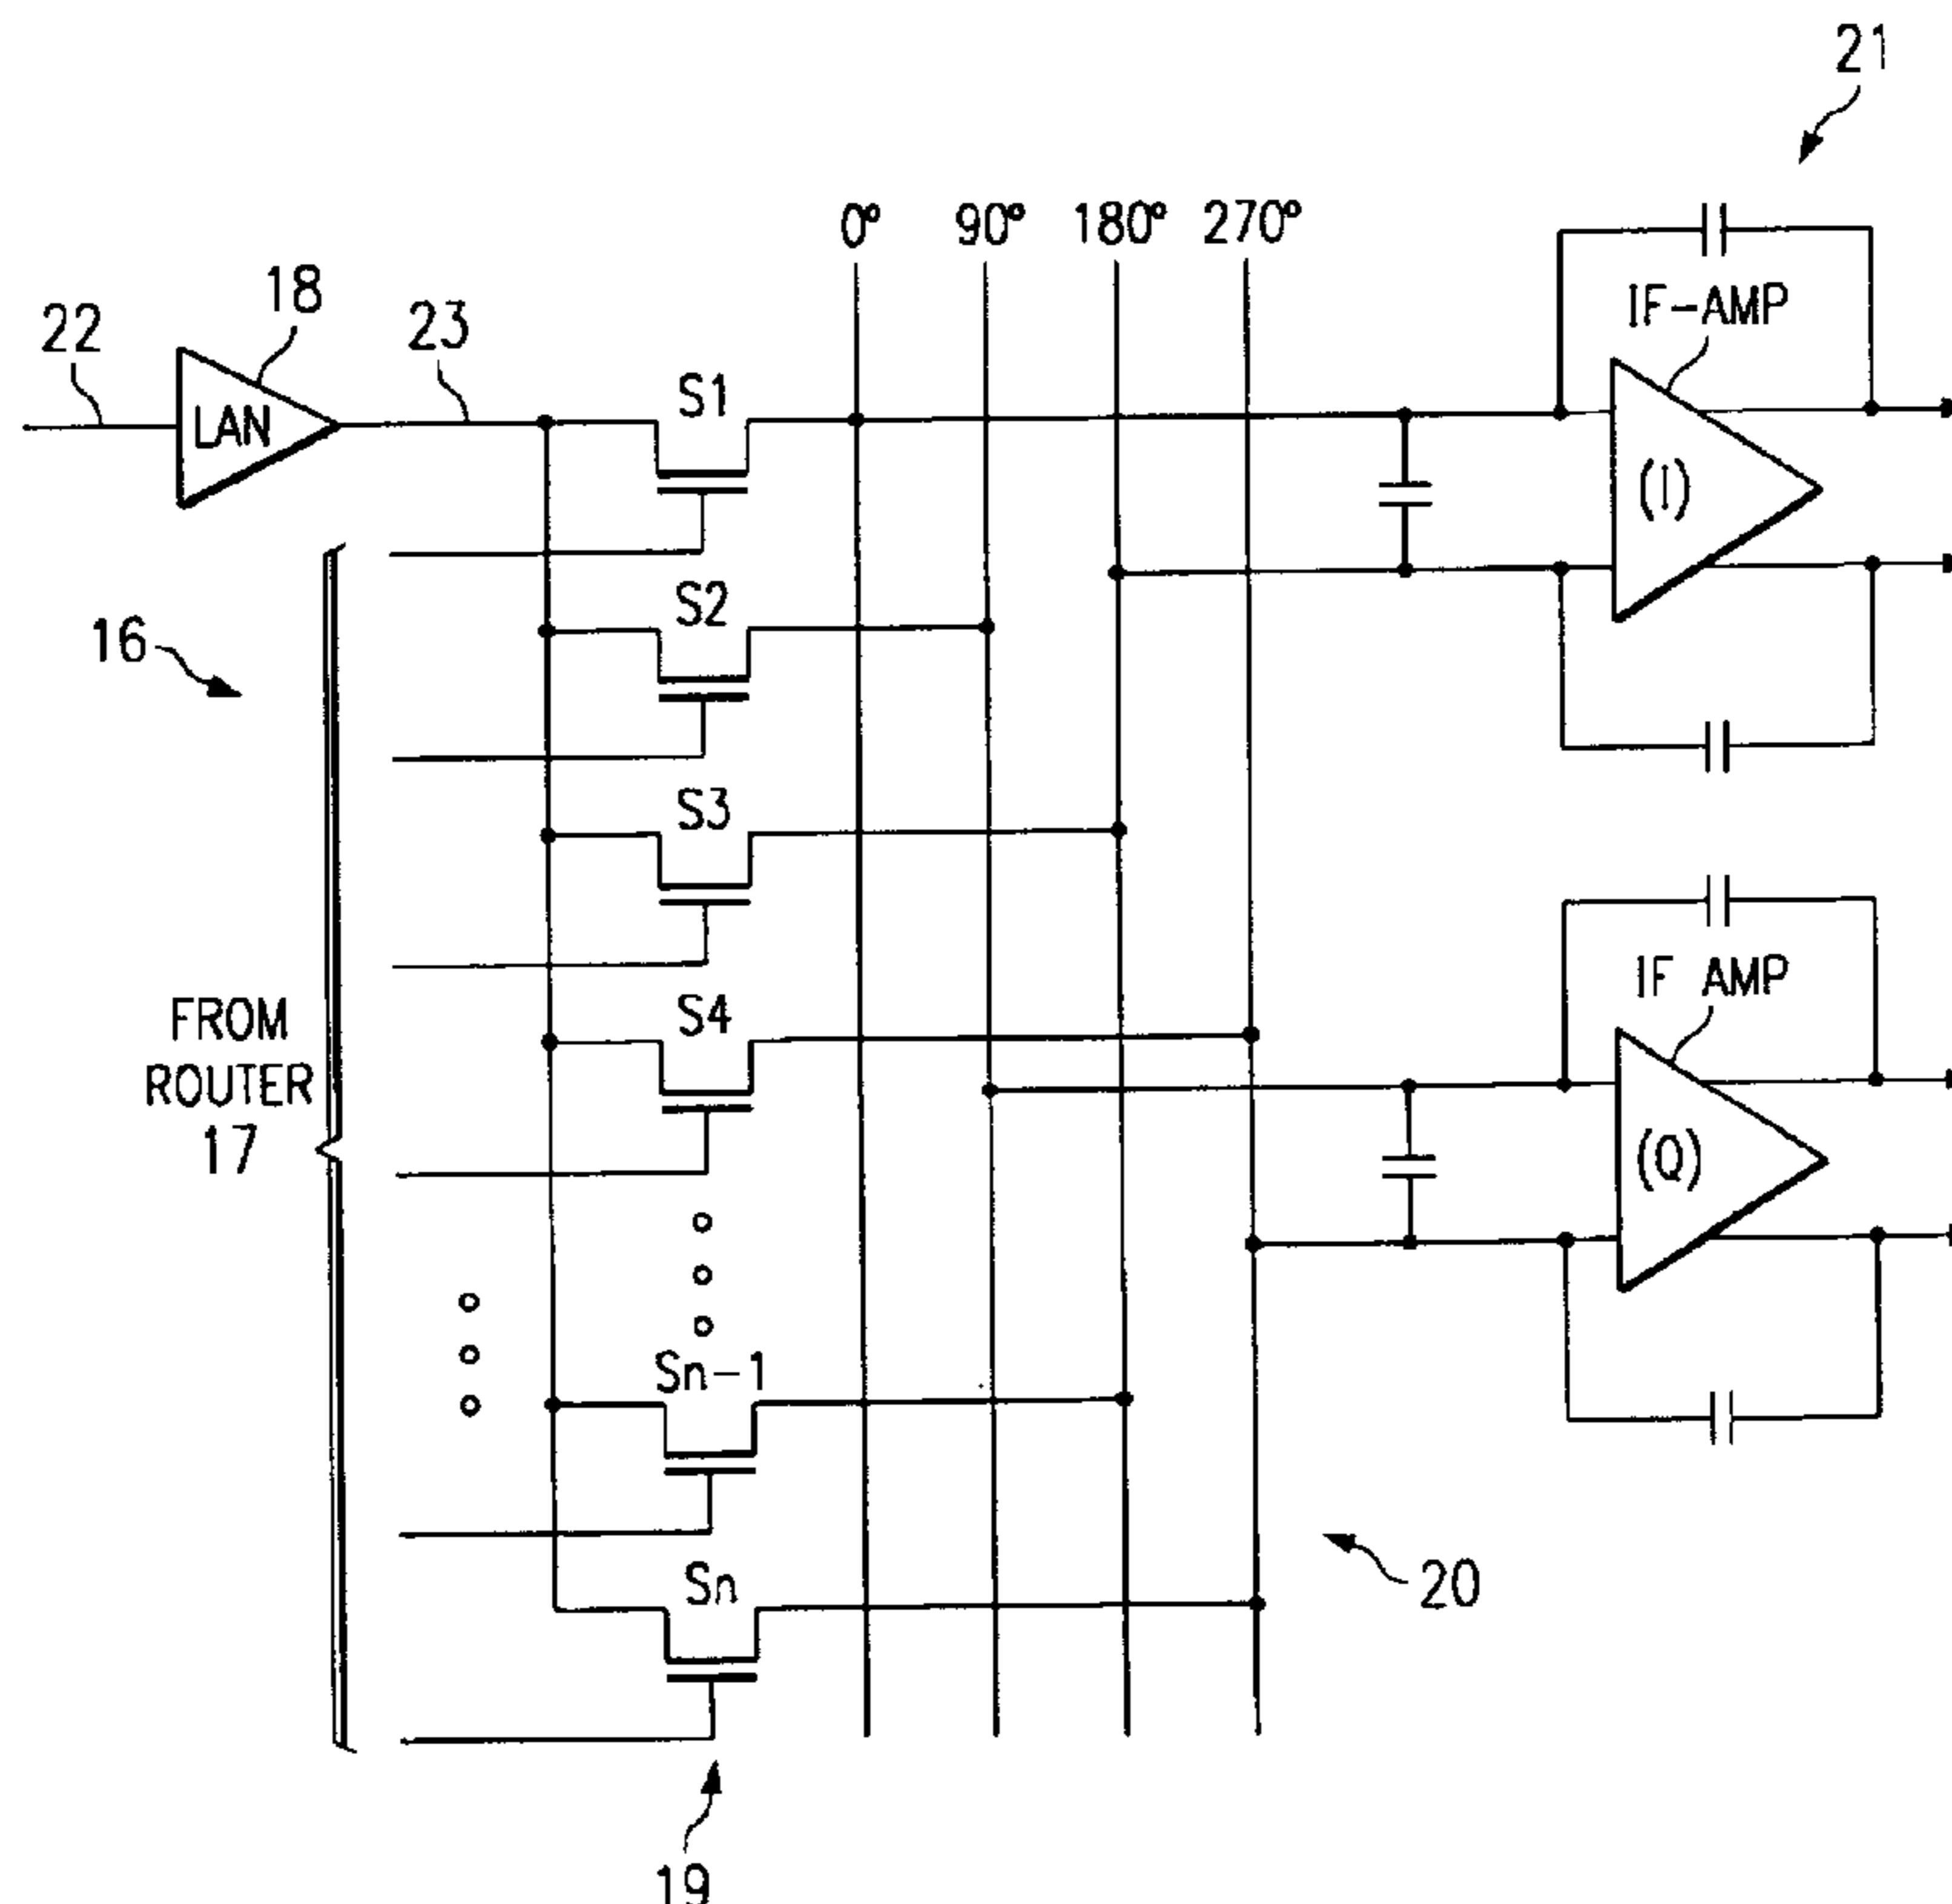 21
0° 90° 180° 270°
18
22
23
IF-AMP
LAN
S1
(I)
S2
16
S3
IF AMP
FROM
ROUTER
17
S4
(Q)
Sn-1
Sn
20
19